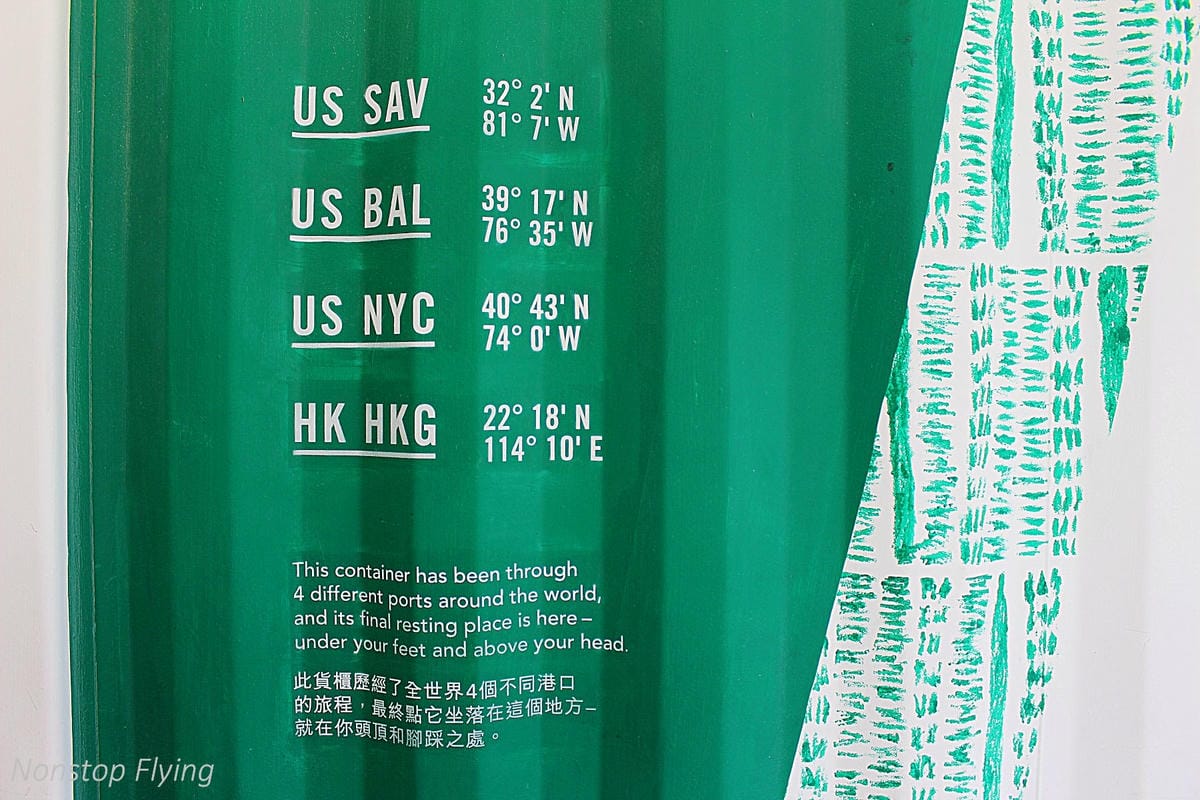 US SAV
32° 2' N
81° 7' W
US BAL
39° 17' N
76° 35' W
US NYC
40° 43' N
74° 0' W
HK HKG
22° 18' N
114° 10' E
This container has been through
4 different ports around the world,
and its final resting place is here –
under your feet and above your head.
此貨櫃歷經了全世界4個不同港口
的旅程，最終點它坐落在這個地方–
就在你頭頂和腳踩之處。
Nonstop Flying